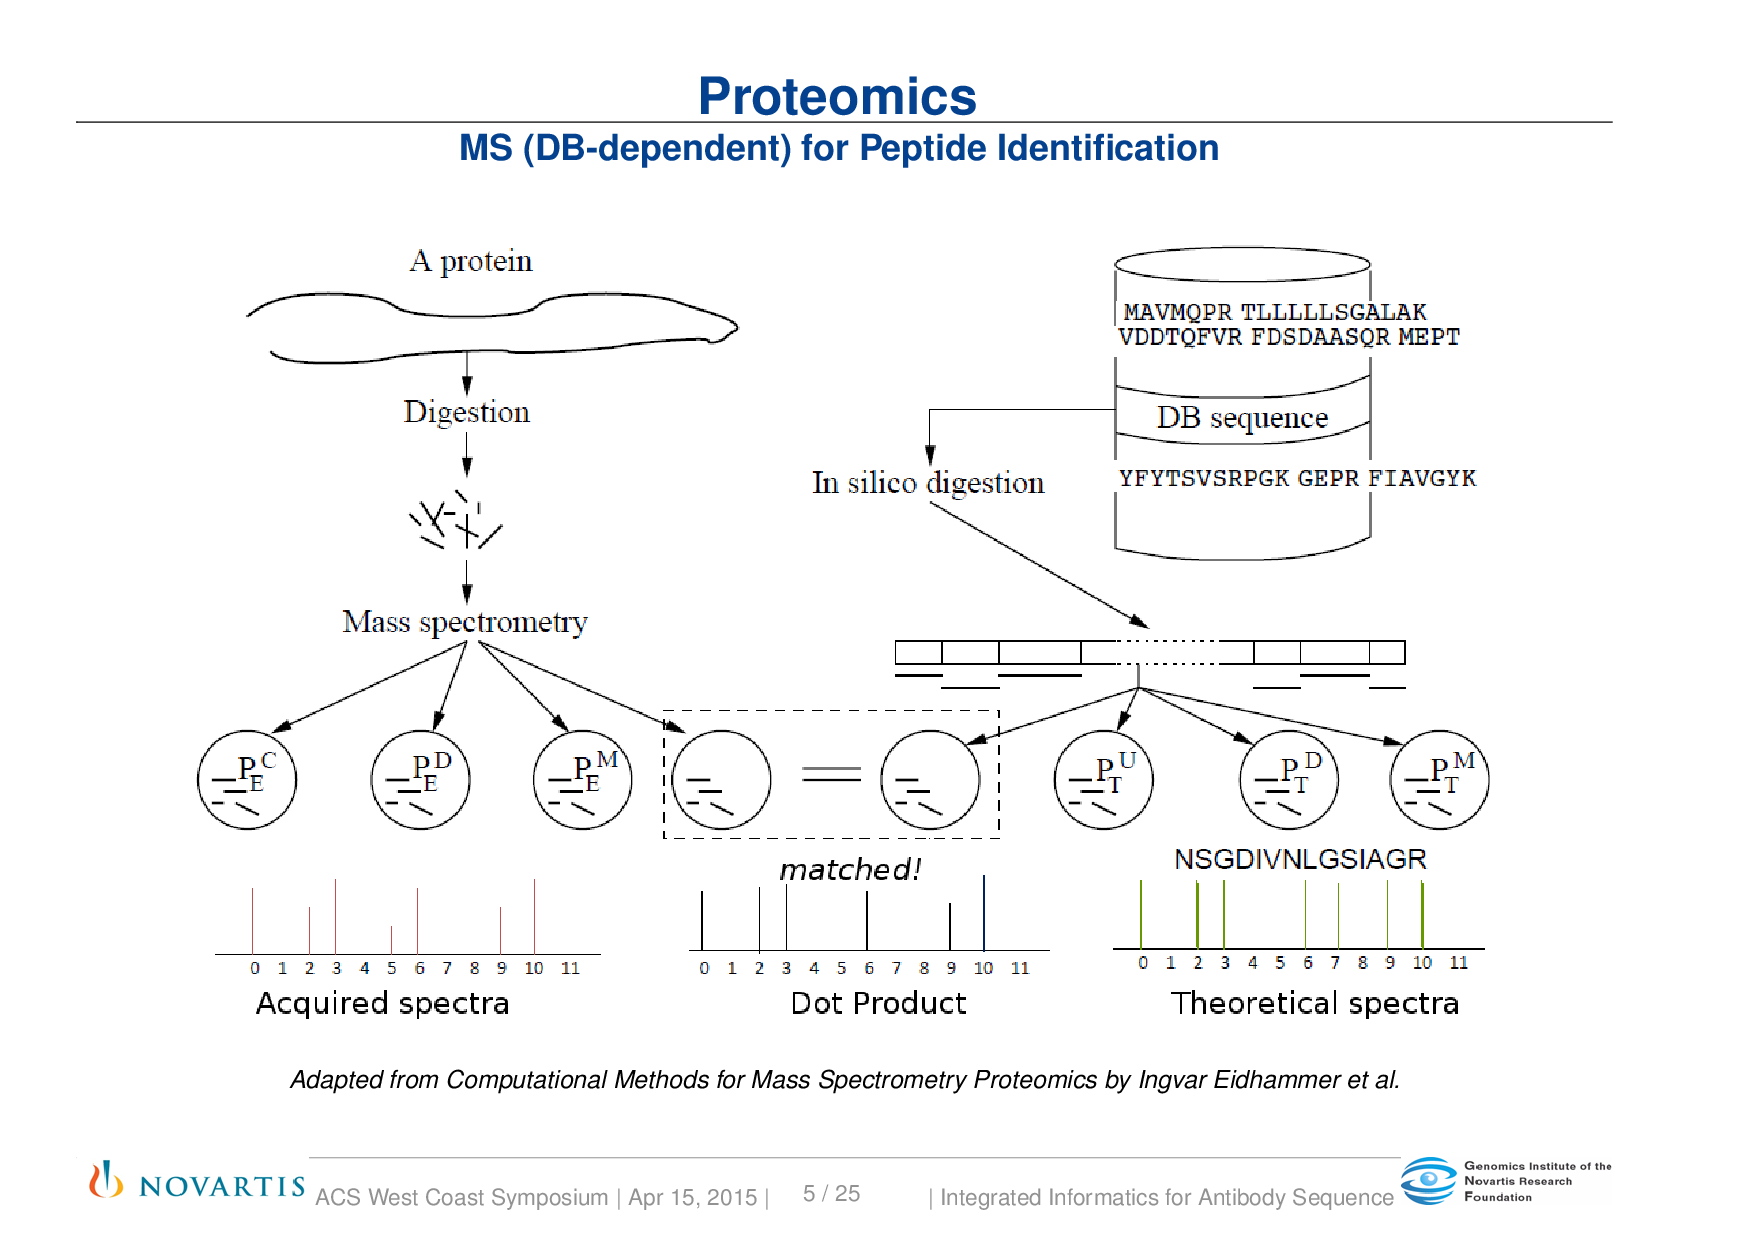 Proteomics
MS (DB-dependent) for Peptide Identification
A protein
Digestion
Mass spectrometry
MAVMQPR TLLLLLSGALAK
VDDTQFVR FDSDAASQR MEPT
DB sequence
YFYTSVSRPGK GEPR FIAVGYK
In silico digestion
P_E^C P_E^D P_E^M P_T^U P_T^D P_T^M
matched!
NSGDIVNLGSIAGR
0 1 2 3 4 5 6 7 8 9 10 11
Acquired spectra
0 1 2 3 4 5 6 7 8 9 10 11
Dot Product
0 1 2 3 4 5 6 7 8 9 10 11
Theoretical spectra
Adapted from Computational Methods for Mass Spectrometry Proteomics by Ingvar Eidhammer et al.
NOVARTIS
ACS West Coast Symposium | Apr 15, 2015 | 5 / 25 | Integrated Informatics for Antibody Sequence
Genomics Institute of the
Novartis Research
Foundation